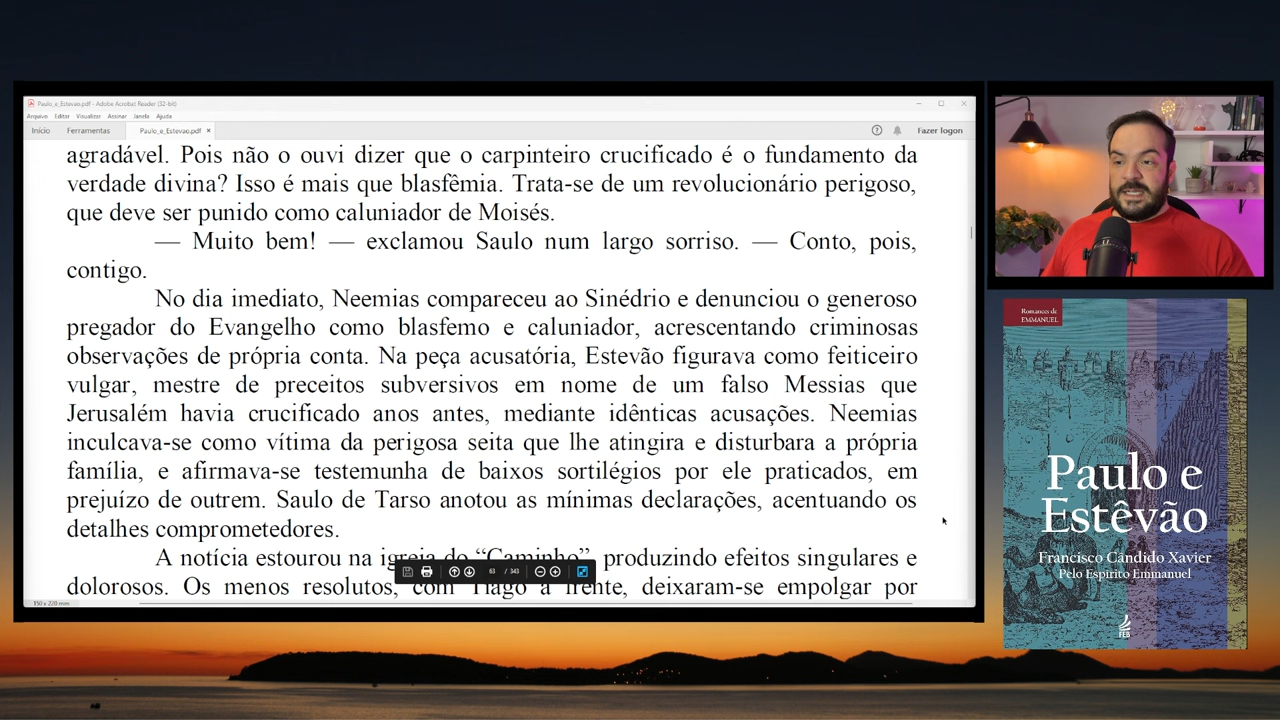 Paulo_e_Estevao.pdf - Adobe Acrobat Reader (32-bit)
Arquivo Editar Visualizar Assinar Janela Ajuda
Início Ferramentas Paulo_e_Estevao.pdf × Fazer logon
agradável. Pois não o ouvi dizer que o carpinteiro crucificado é o fundamento da
verdade divina? Isso é mais que blasfêmia. Trata-se de um revolucionário perigoso,
que deve ser punido como caluniador de Moisés.
— Muito bem! — exclamou Saulo num largo sorriso. — Conto, pois,
contigo.
No dia imediato, Neemias compareceu ao Sinédrio e denunciou o generoso
pregador do Evangelho como blasfemo e caluniador, acrescentando criminosas
observações de própria conta. Na peça acusatória, Estevão figurava como feiticeiro
vulgar, mestre de preceitos subversivos em nome de um falso Messias que
Jerusalém havia crucificado anos antes, mediante idênticas acusações. Neemias
inculcava-se como vítima da perigosa seita que lhe atingira e disturbara a própria
família, e afirmava-se testemunha de baixos sortilégios por ele praticados, em
prejuízo de outrem. Saulo de Tarso anotou as mínimas declarações, acentuando os
detalhes comprometedores.
A notícia estourou na igreja do “Caminho”, produzindo efeitos singulares e
dolorosos. Os menos resolutos, com Tiago à frente, deixaram-se empolgar por
63 / 343
150 x 220 mm
Romances de
EMMANUEL
Paulo e
Estêvão
Francisco Cândido Xavier
Pelo Espírito Emmanuel
FEB